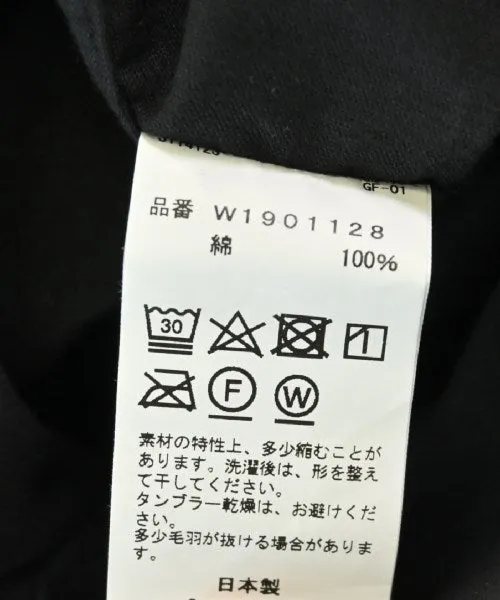 GF-01
品番 W1901128
綿 100%
30
F W
素材の特性上、多少縮むことが
あります。洗濯後は、形を整え
て干してください。
タンブラー乾燥は、お避けくだ
さい。
多少毛羽が抜ける場合がありま
す。
日本製